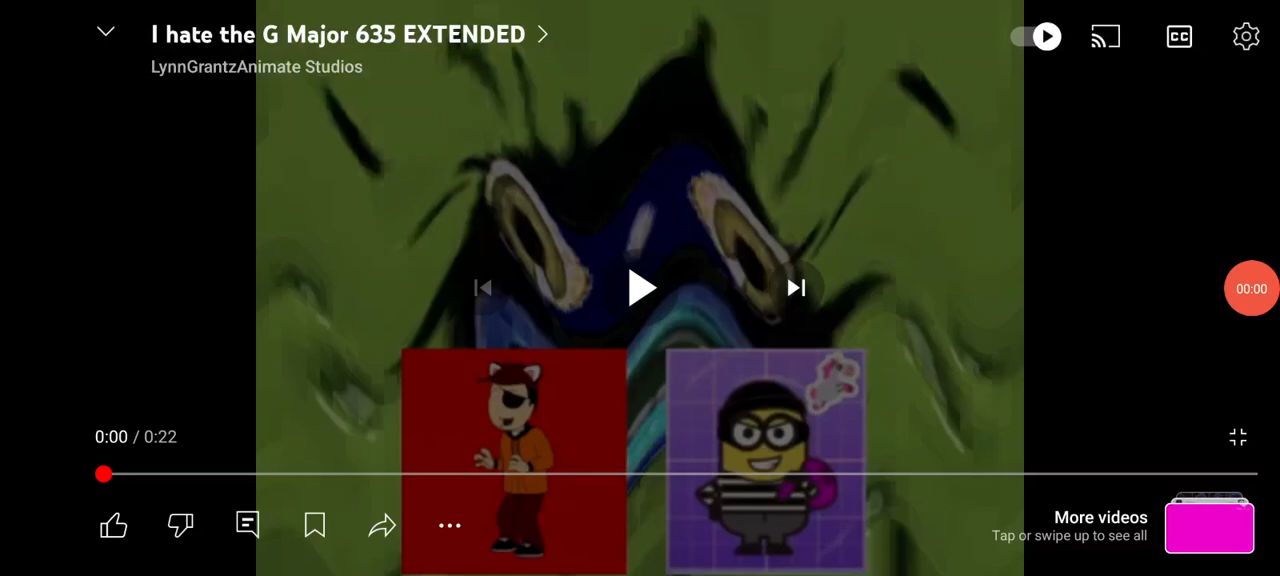 I hate the G Major 635 EXTENDED
LynnGrantzAnimate Studios
CC
00:00
0:00 / 0:22
More videos
Tap or swipe up to see all